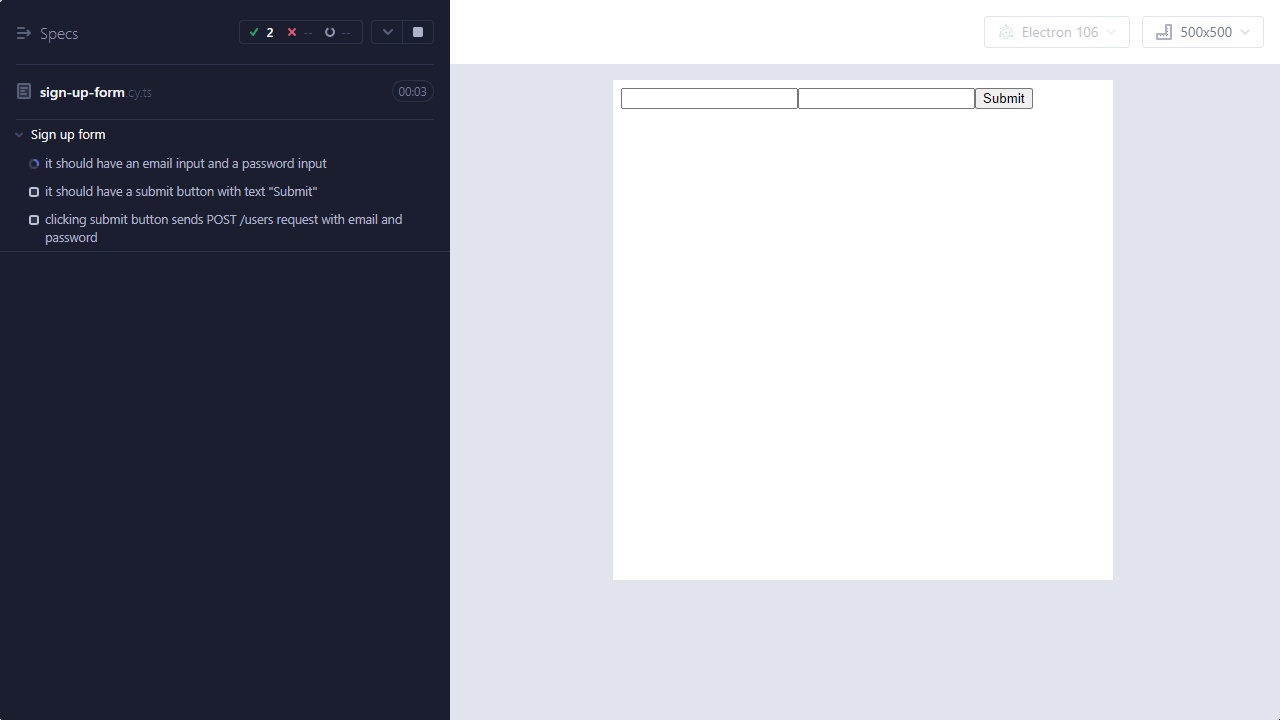 Specs
2 -- --
sign-up-form.cy.ts
00:03
Sign up form
it should have an email input and a password input
it should have a submit button with text "Submit"
clicking submit button sends POST /users request with email and
password
Electron 106
500x500
Submit